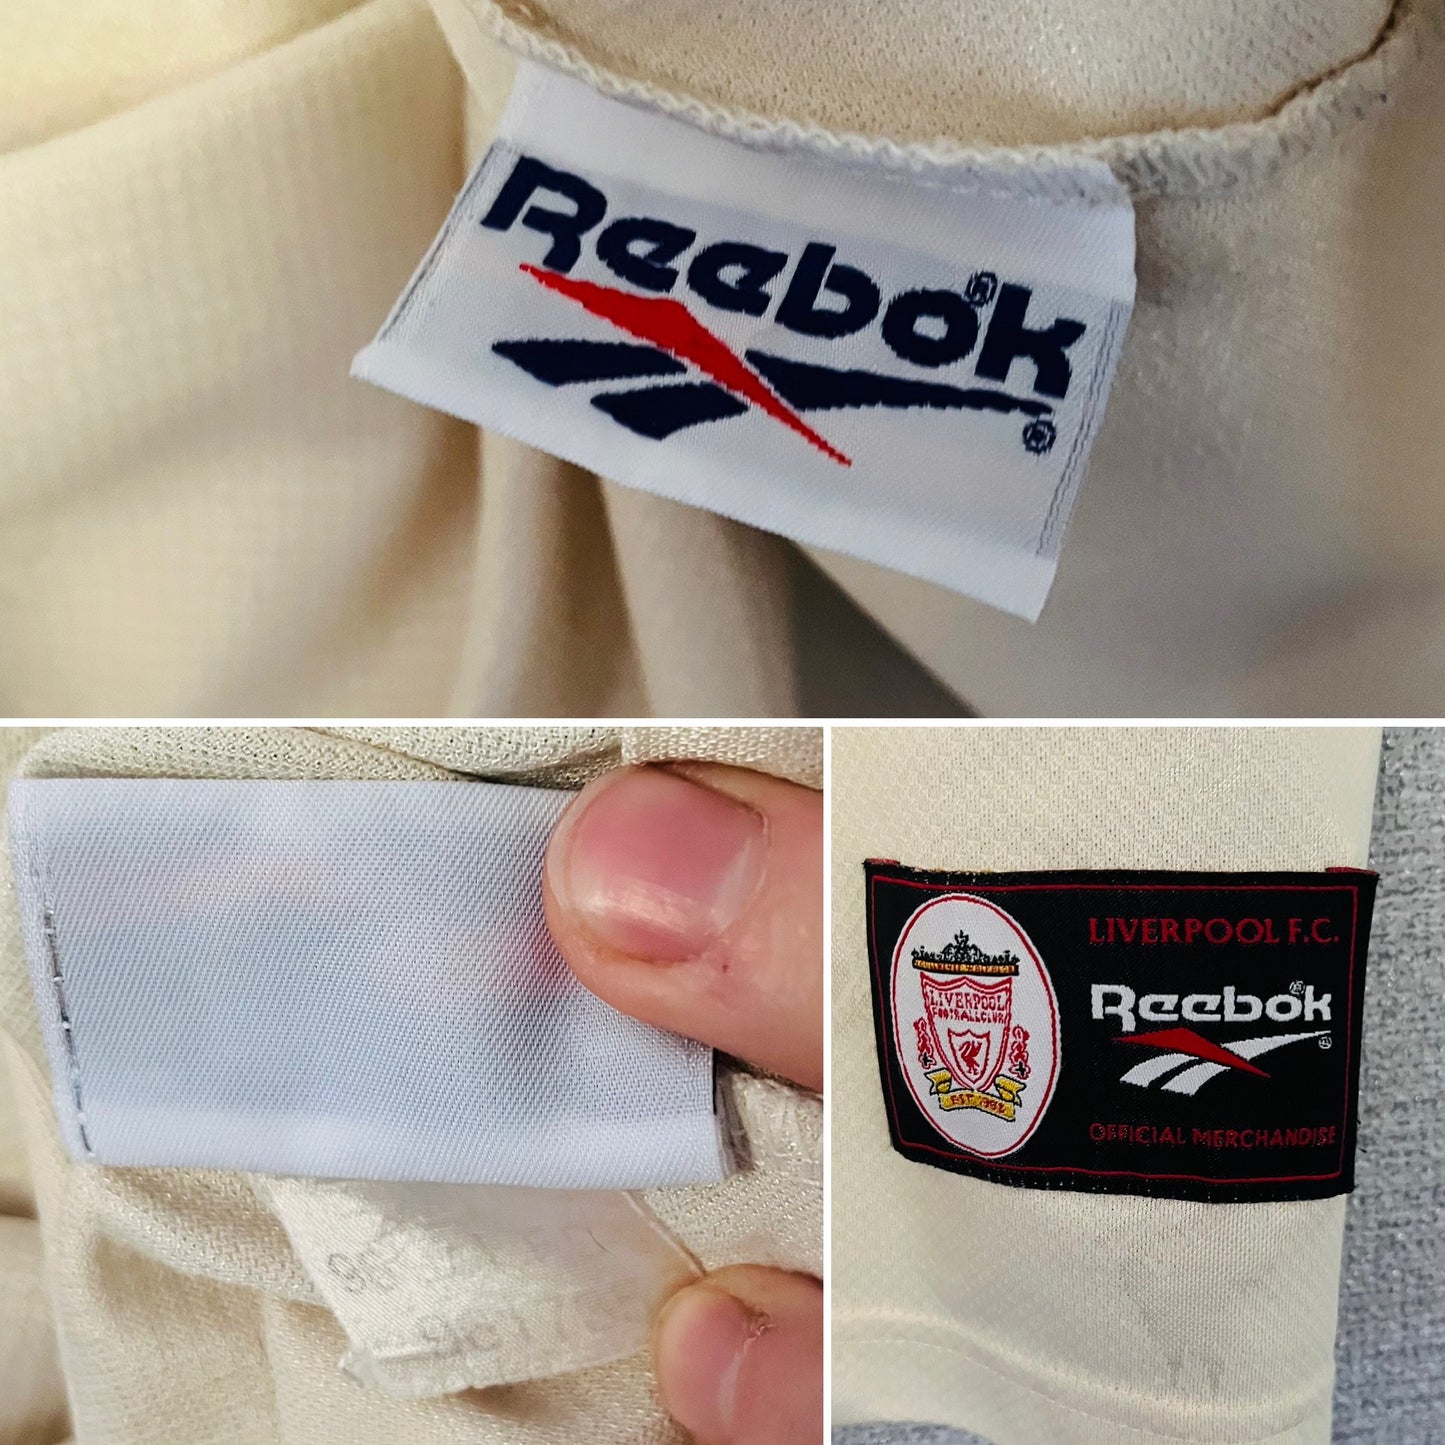 Reebok®
®
LIVERPOOL
FOOTBALL CLUB
EST 1892
LIVERPOOL F.C.
Reebok®
®
OFFICIAL MERCHANDISE